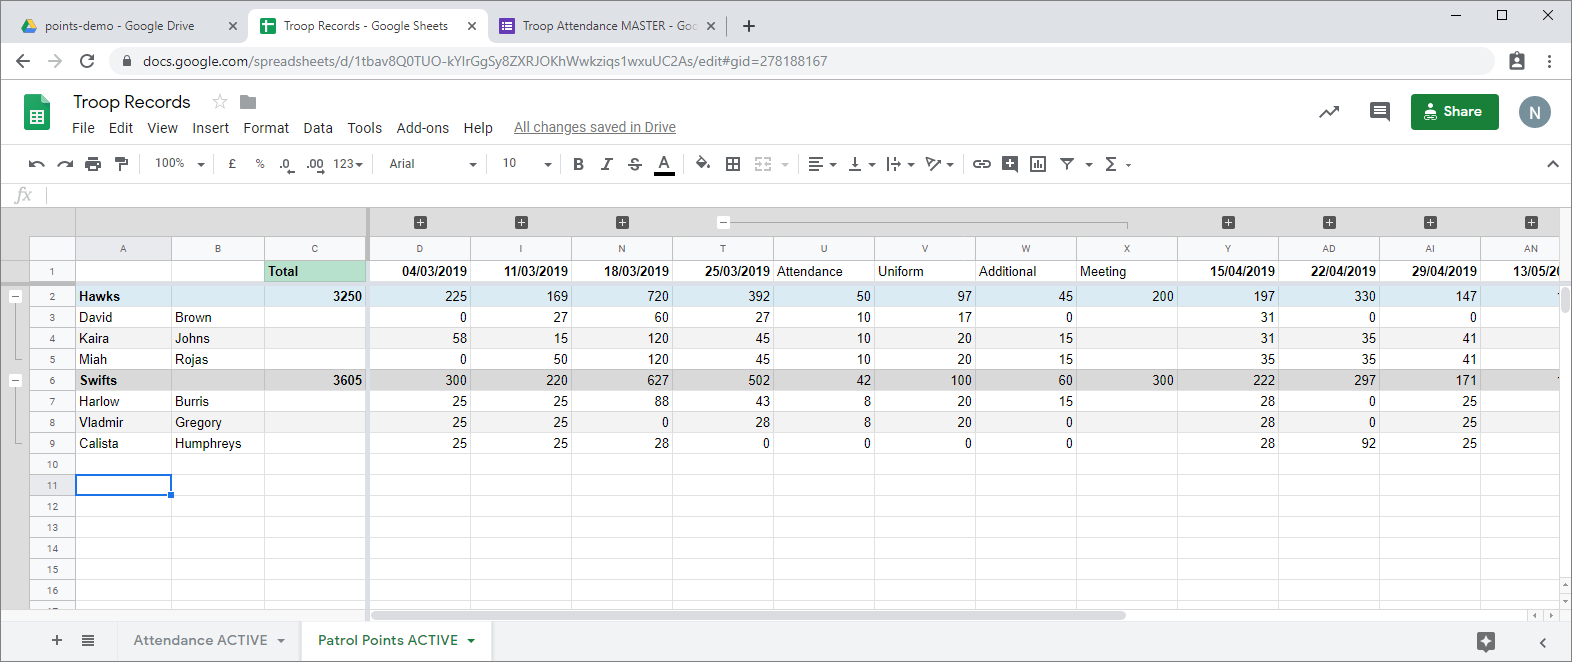 points-demo - Google Drive
Troop Records - Google Sheets
Troop Attendance MASTER - Goo
docs.google.com/spreadsheets/d/1tbav8Q0TUO-kYIrGgSy8ZXRJOKhWwkziqs1wxuUC2As/edit#gid=278188167
Troop Records
File Edit View Insert Format Data Tools Add-ons Help All changes saved in Drive
Share
N
100% £ % .0 .00 123 Arial 10 B I S A Σ
fx
A B C D I N T U V W X Y AD AI AN
1 Total 04/03/2019 11/03/2019 18/03/2019 25/03/2019 Attendance Uniform Additional Meeting 15/04/2019 22/04/2019 29/04/2019 13/05/20
2 Hawks 3250 225 169 720 392 50 97 45 200 197 330 147
3 David Brown 0 27 60 27 10 17 0 31 0 0
4 Kaira Johns 58 15 120 45 10 20 15 31 35 41
5 Miah Rojas 0 50 120 45 10 20 15 35 35 41
6 Swifts 3605 300 220 627 502 42 100 60 300 222 297 171
7 Harlow Burris 25 25 88 43 8 20 15 28 0 25
8 Vladmir Gregory 25 25 0 28 8 20 0 28 0 25
9 Calista Humphreys 25 25 28 0 0 0 0 28 92 25
10
11
12
13
14
15
16
Attendance ACTIVE
Patrol Points ACTIVE